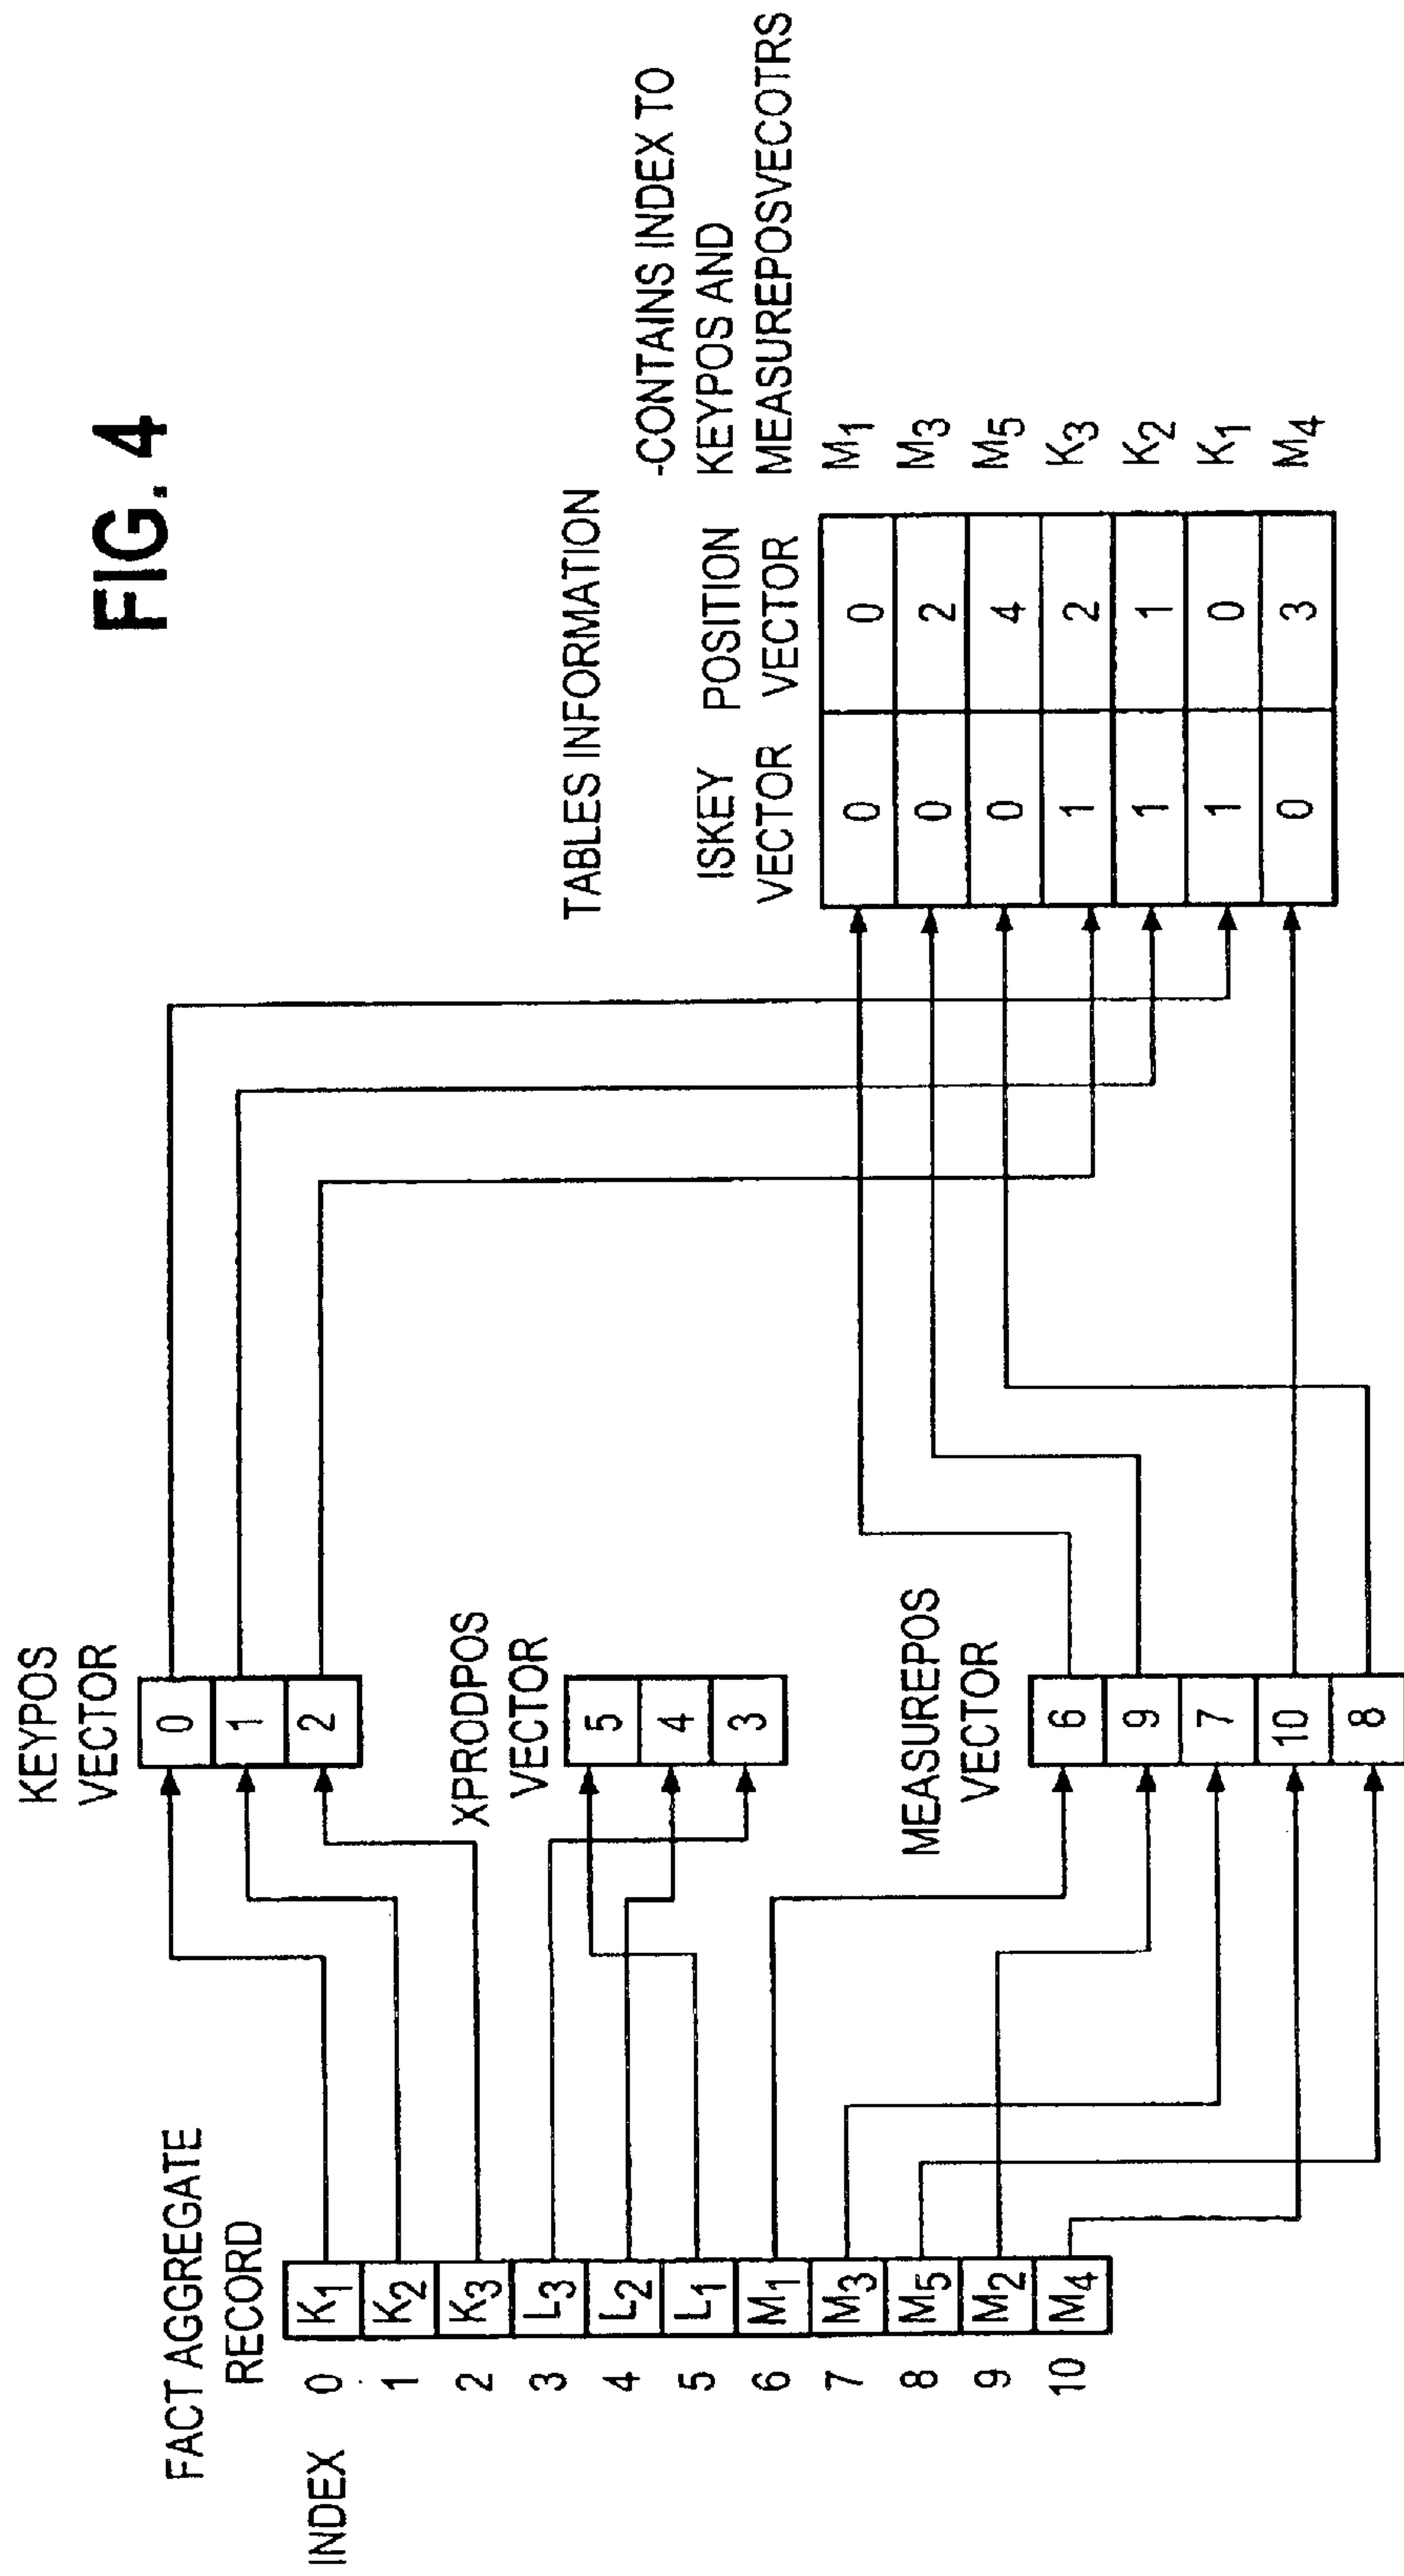 FIG. 4
FACT AGGREGATE
RECORD
INDEX
0 K1
1 K2
2 K3
3 L3
4 L2
5 L1
6 M1
7 M3
8 M5
9 M2
10 M4
KEYPOS
VECTOR
0
1
2
XPRODPOS
VECTOR
5
4
3
MEASUREPOS
VECTOR
6
9
7
10
8
TABLES INFORMATION
ISKEY
VECTOR
POSITION
VECTOR
-CONTAINS INDEX TO
KEYPOS AND
MEASUREPOSVECOTRS
0 0 M1
0 2 M3
0 4 M5
1 2 K3
1 1 K2
1 0 K1
0 3 M4